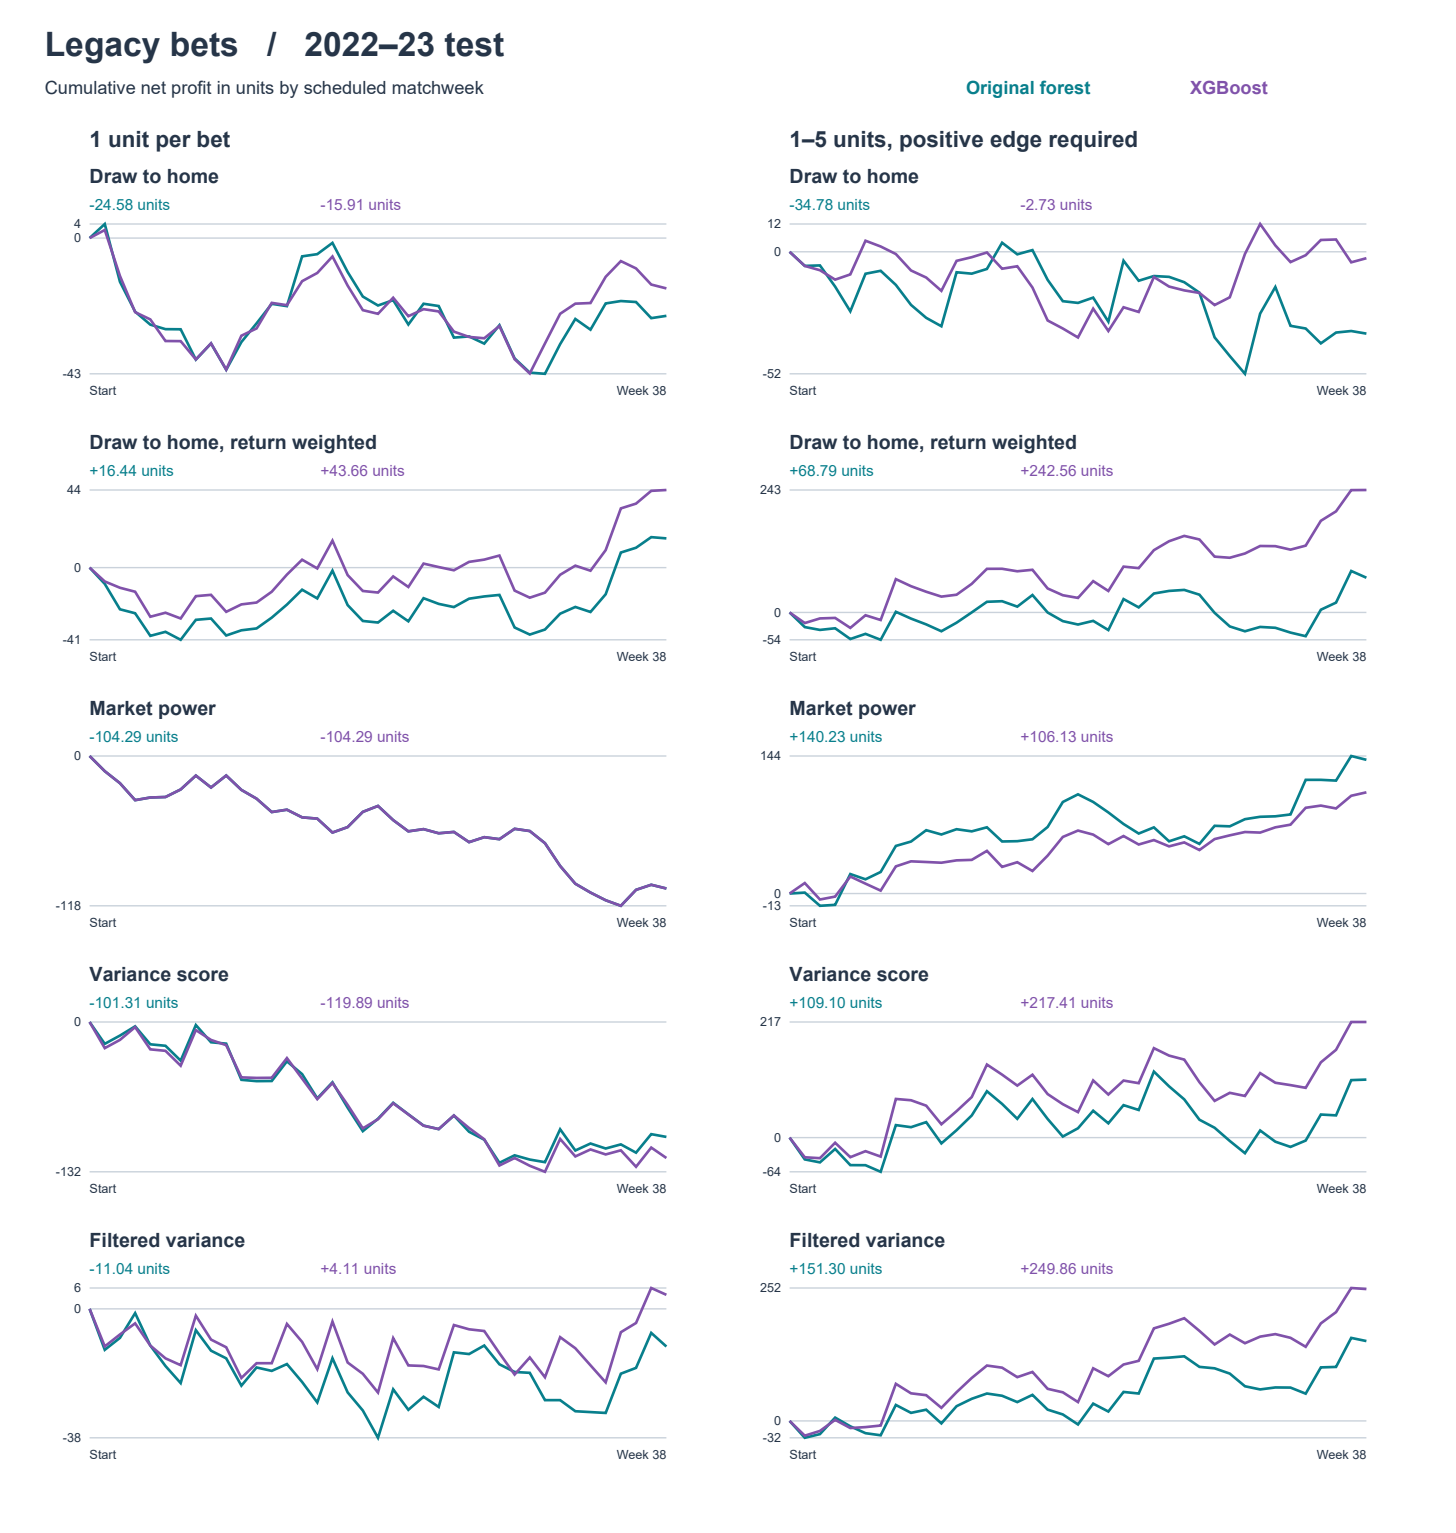 Legacy bets / 2022–23 test
Cumulative net profit in units by scheduled matchweek
Original forest
XGBoost
1 unit per bet
Draw to home
-24.58 units
-15.91 units
4
0
-43
Start
Week 38
Draw to home, return weighted
+16.44 units
+43.66 units
44
0
-41
Start
Week 38
Market power
-104.29 units
-104.29 units
0
-118
Start
Week 38
Variance score
-101.31 units
-119.89 units
0
-132
Start
Week 38
Filtered variance
-11.04 units
+4.11 units
6
0
-38
Start
Week 38
1–5 units, positive edge required
Draw to home
-34.78 units
-2.73 units
12
0
-52
Start
Week 38
Draw to home, return weighted
+68.79 units
+242.56 units
243
0
-54
Start
Week 38
Market power
+140.23 units
+106.13 units
144
0
-13
Start
Week 38
Variance score
+109.10 units
+217.41 units
217
0
-64
Start
Week 38
Filtered variance
+151.30 units
+249.86 units
252
0
-32
Start
Week 38